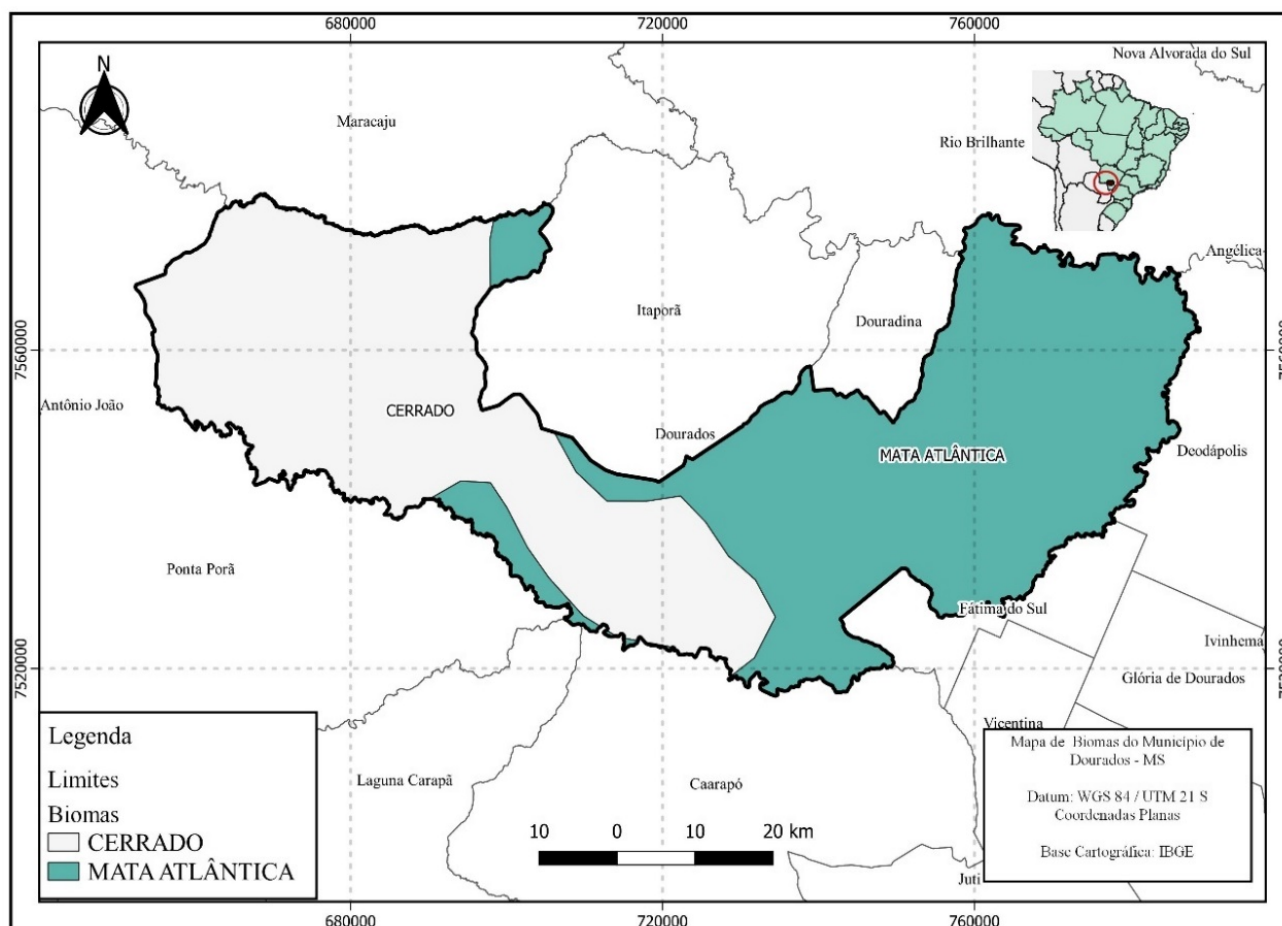 680000
720000
760000
N
Nova Alvorada do Sul
Maracaju
Rio Brilhante
Angélica
Itaporã
Douradina
7560000
7560000
Antônio João
CERRADO
Dourados
MATA ATLÂNTICA
Deodápolis
Ponta Porã
Fátima do Sul
Ivinhema
7520000
7520000
Glória de Dourados
Vicentina
Laguna Carapã
Caarapó
Juti
Legenda
Limites
Biomas
CERRADO
MATA ATLÂNTICA
10 0 10 20 km
Mapa de Biomas do Município de
Dourados - MS
Datum: WGS 84 / UTM 21 S
Coordenadas Planas
Base Cartográfica: IBGE
680000
720000
760000